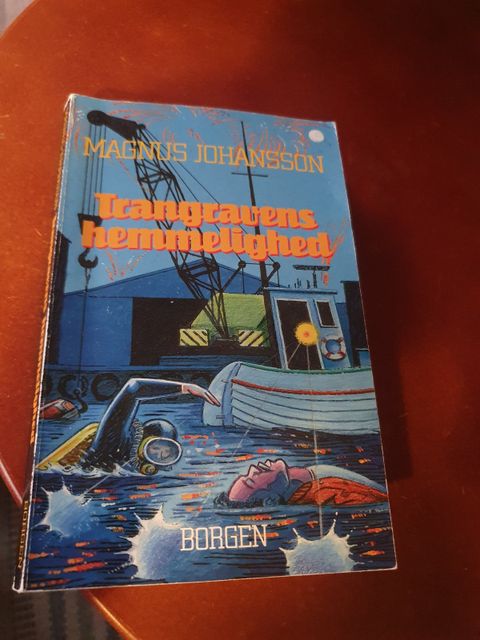 MAGNUS JOHANSSON
Trangravens
hemmelighed
BORGEN